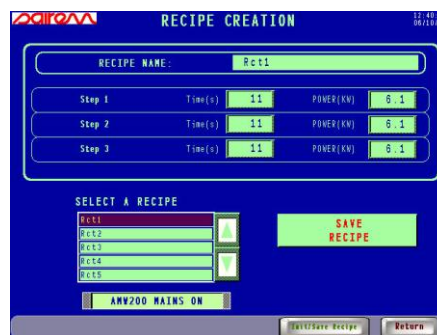 pairem RECIPE CREATION 12:40:
06/10/
RECIPE NAME: Rct1
Step 1 Time(s) 11 POWER(KW) 6.1
Step 2 Time(s) 11 POWER(KW) 6.1
Step 3 Time(s) 11 POWER(KW) 6.1
SELECT A RECIPE
Rct1
Rct2
Rct3
Rct4
Rct5
SAVE
RECIPE
AMW200 MAINS ON
Edit/Save Recipe Return